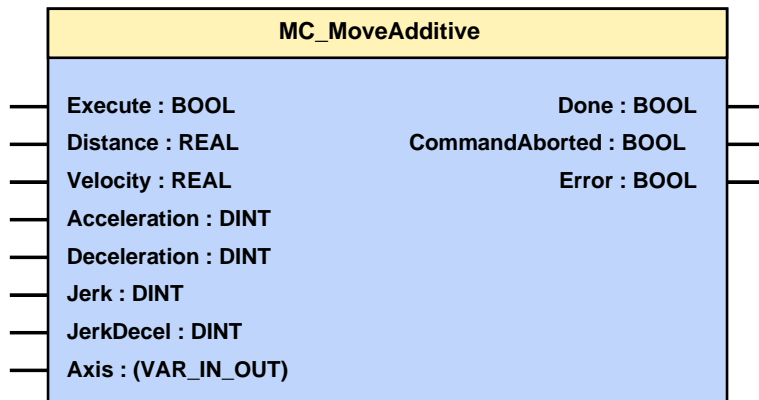 MC_MoveAdditive
Execute : BOOL Done : BOOL
Distance : REAL CommandAborted : BOOL
Velocity : REAL Error : BOOL
Acceleration : DINT
Deceleration : DINT
Jerk : DINT
JerkDecel : DINT
Axis : (VAR_IN_OUT)